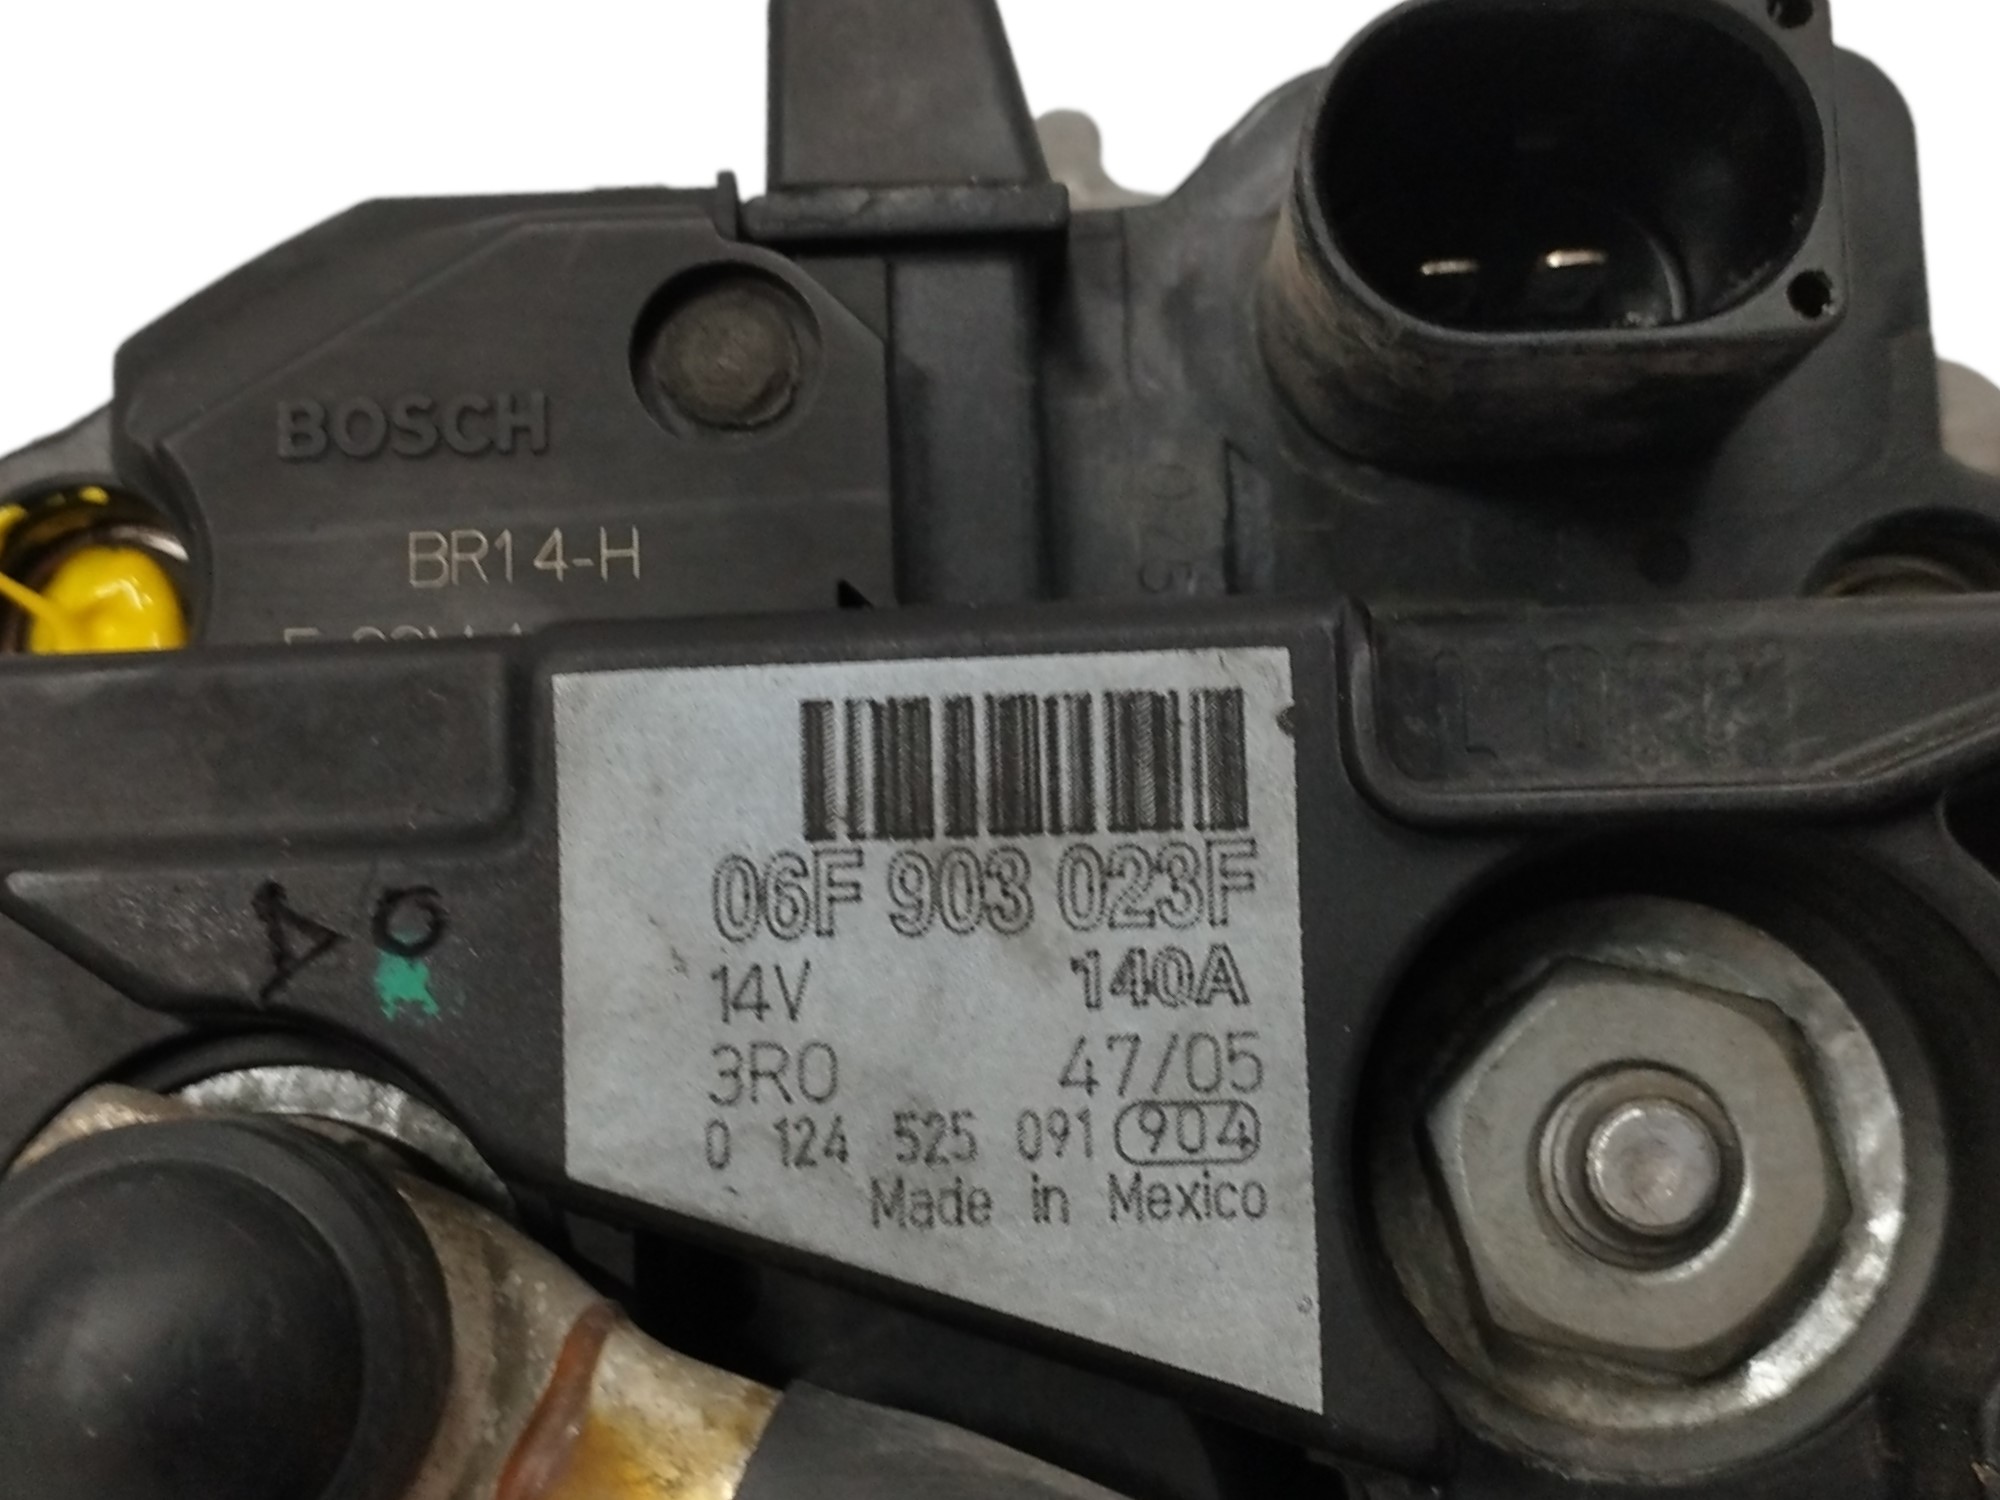 BOSCH
BR14-H
06F 903 023F
14V 140A
3R0 47/05
0 124 525 091 904
Made in Mexico